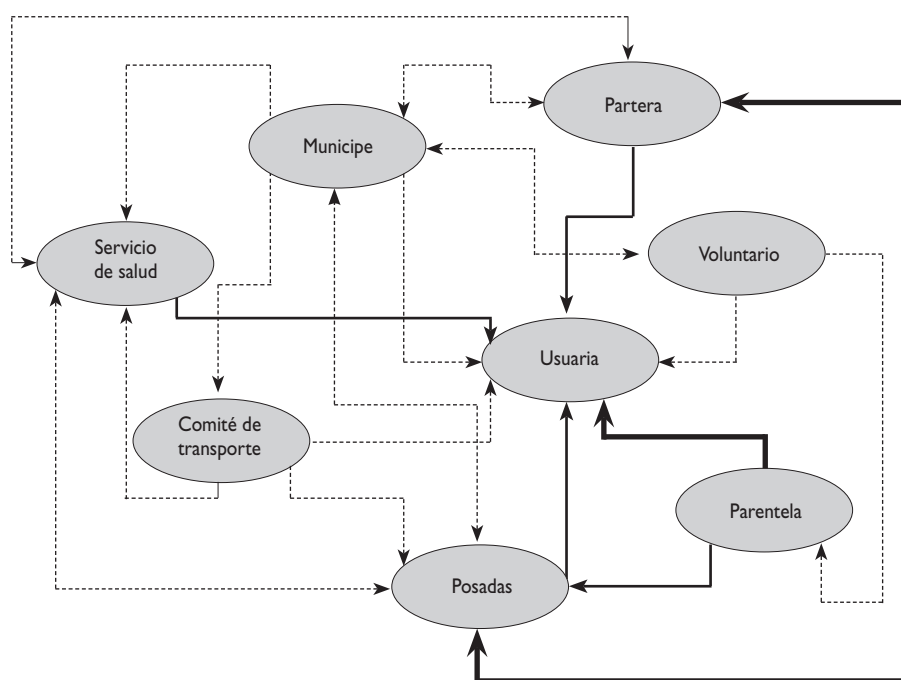 Partera
Municipe
Servicio
de salud
Voluntario
Usuaria
Comité de
transporte
Parentela
Posadas